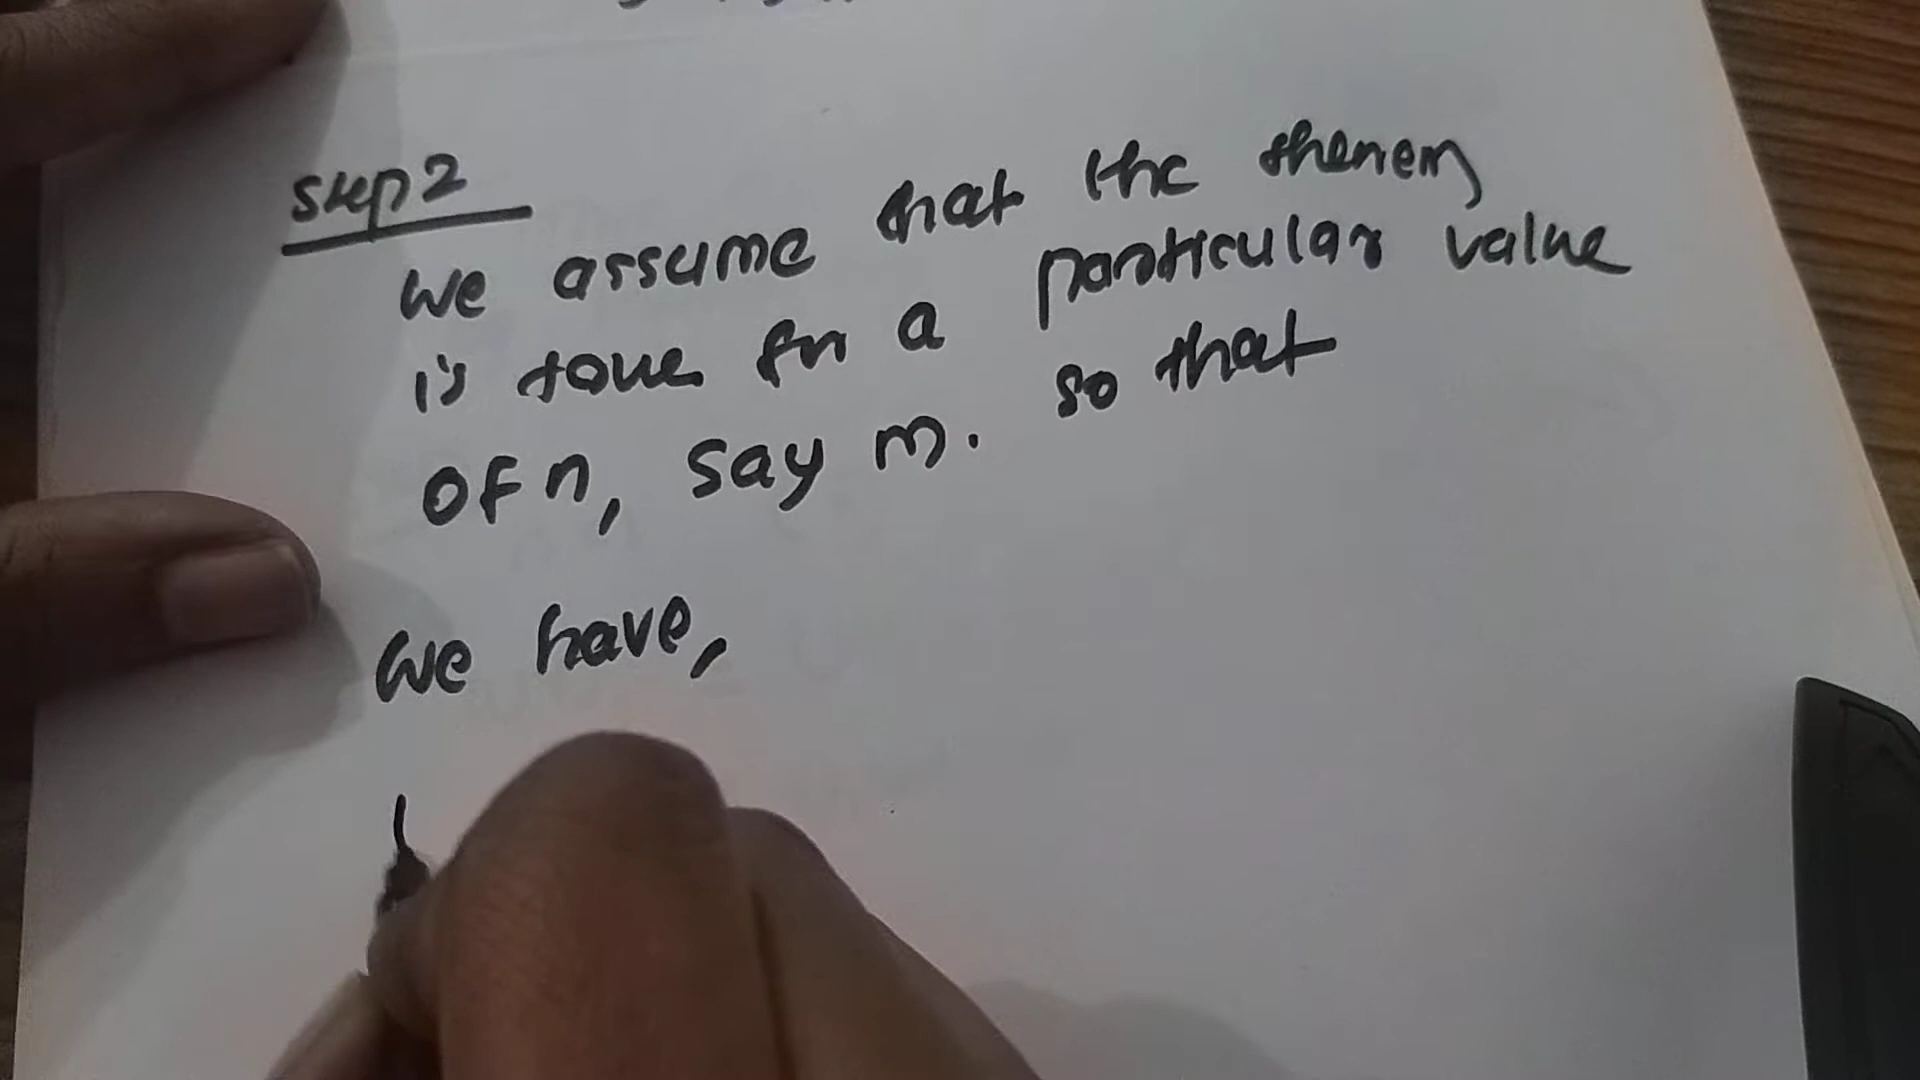 Step 2
We assume that the theorem
is true for a particular value
of n, say m. so that
We have,